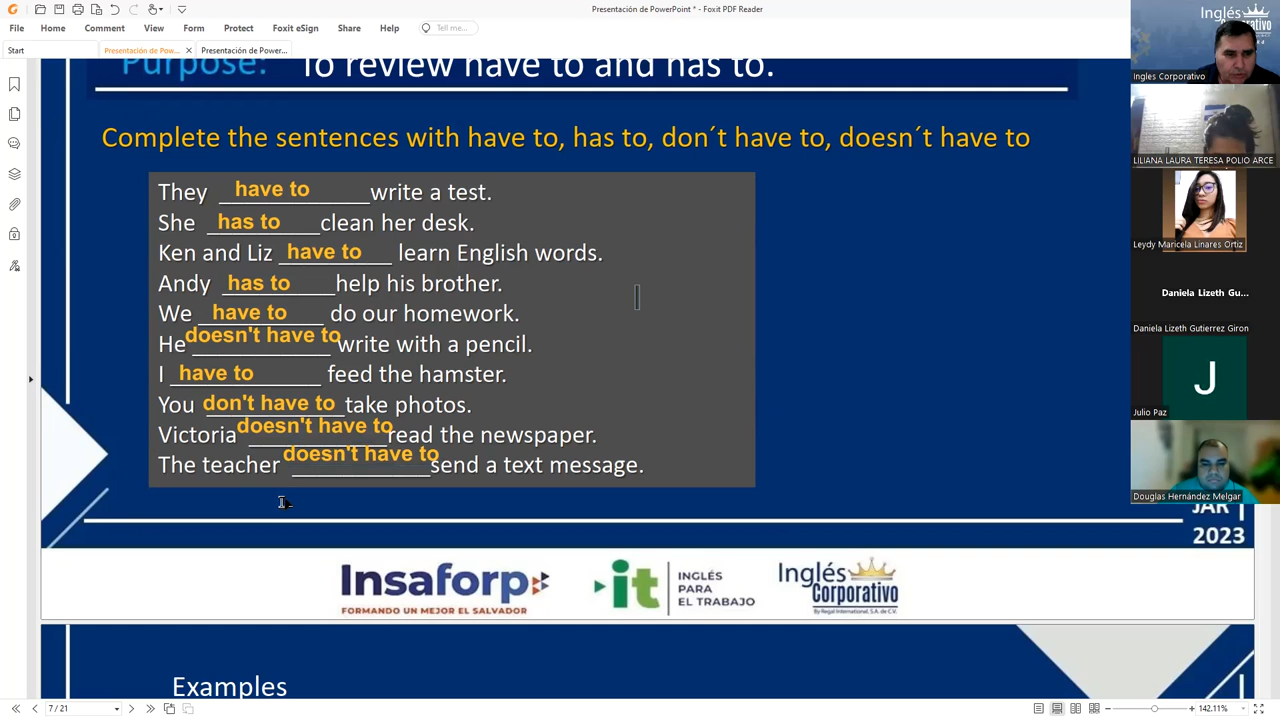 Presentación de PowerPoint * - Foxit PDF Reader
File Home Comment View Form Protect Foxit eSign Share Help Tell me...
Start Presentación de Pow... × Presentación de Power...
Purpose: To review have to and has to.
Complete the sentences with have to, has to, don´t have to, doesn´t have to
They have to write a test.
She has to clean her desk.
Ken and Liz have to learn English words.
Andy has to help his brother.
We have to do our homework.
He doesn't have to write with a pencil.
I have to feed the hamster.
You don't have to take photos.
Victoria doesn't have to read the newspaper.
The teacher doesn't have to send a text message.
2023
Insaforp
FORMANDO UN MEJOR EL SALVADOR
it INGLÉS PARA EL TRABAJO
Inglés Corporativo
By Regal International, S.A. de C.V.
Examples
7 / 21
142.11%
Inglés
Ingles Corporativo
LILIANA LAURA TERESA POLIO ARCE
Leydy Maricela Linares Ortiz
Daniela Lizeth Gu...
Daniela Lizeth Gutierrez Giron
J
Julio Paz
Douglas Hernández Melgar